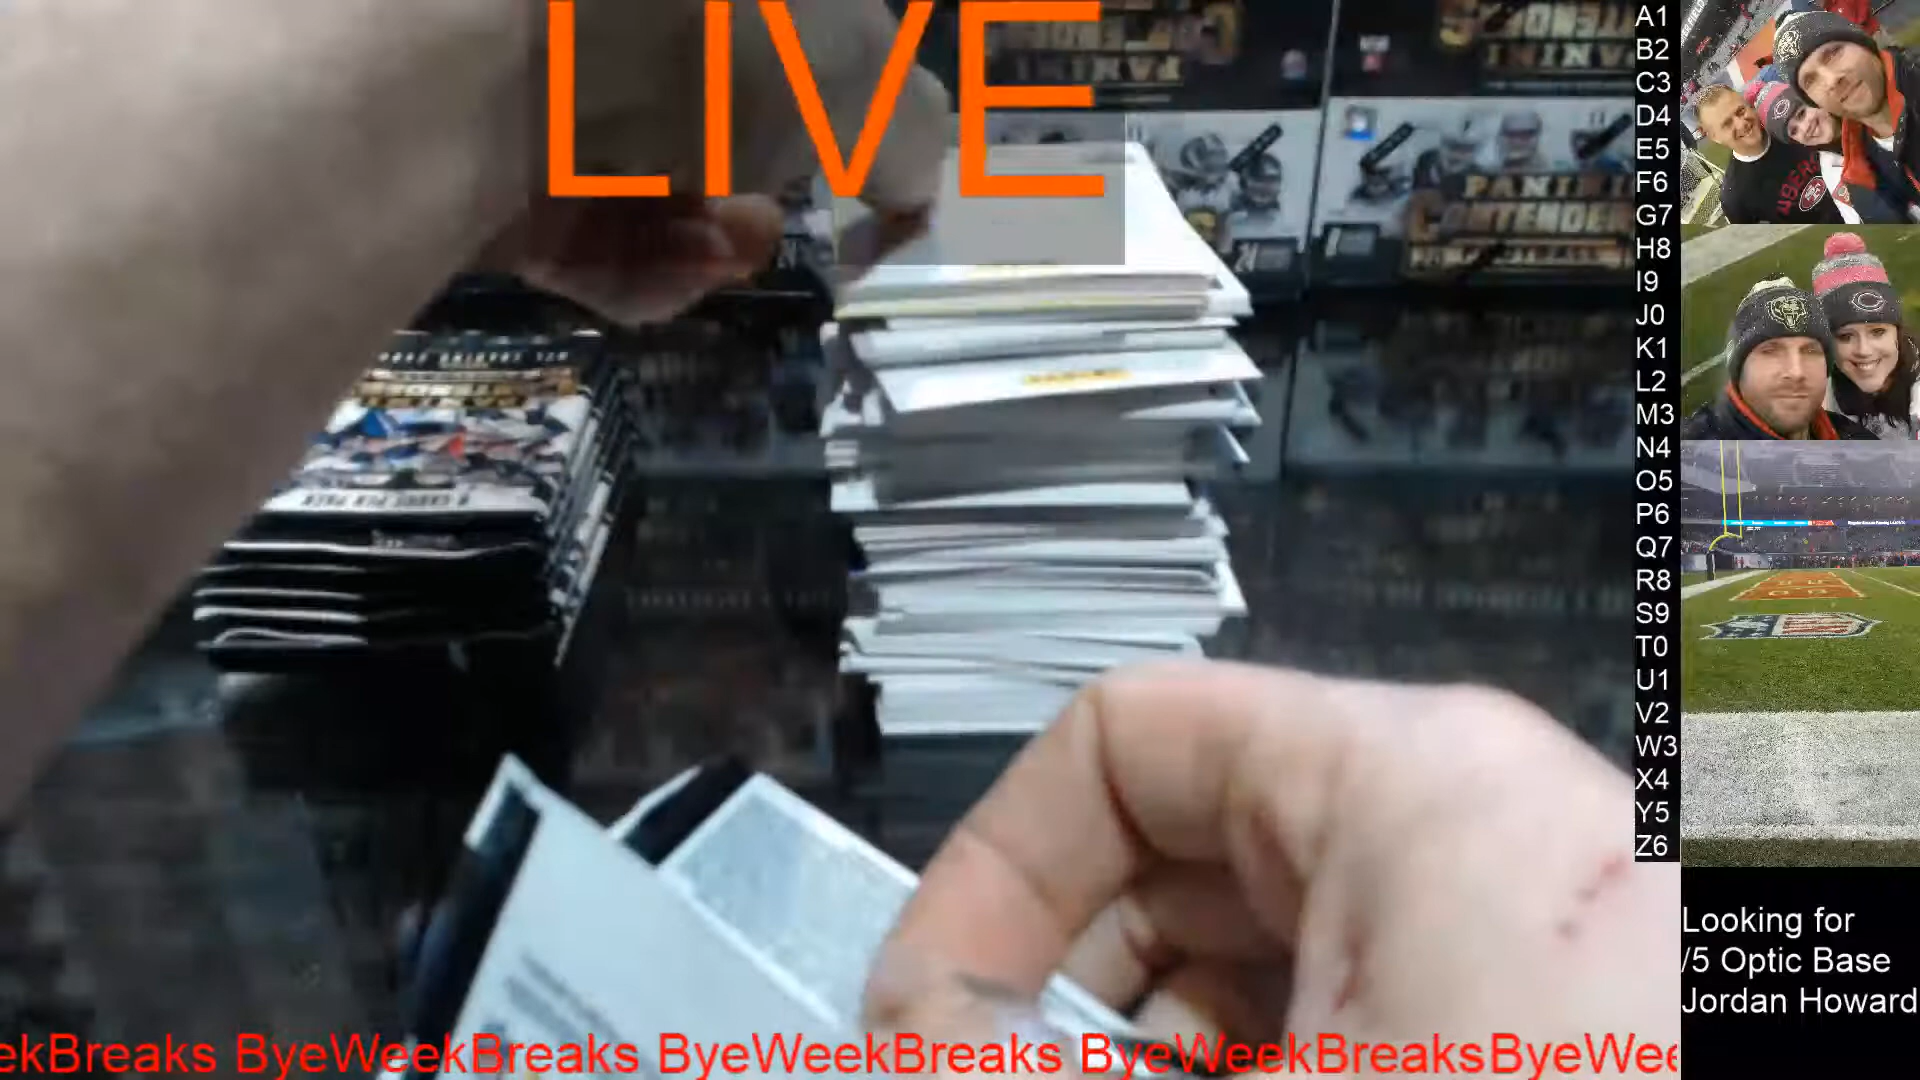 LIVE
PANINI
CONTENDERS
A1
B2
C3
D4
E5
F6
G7
H8
I9
J0
K1
L2
M3
N4
O5
P6
Q7
R8
S9
T0
U1
V2
W3
X4
Y5
Z6
Looking for
/5 Optic Base
Jordan Howard
ekBreaks ByeWeekBreaks ByeWeekBreaks ByeWeekBreaksByeWee